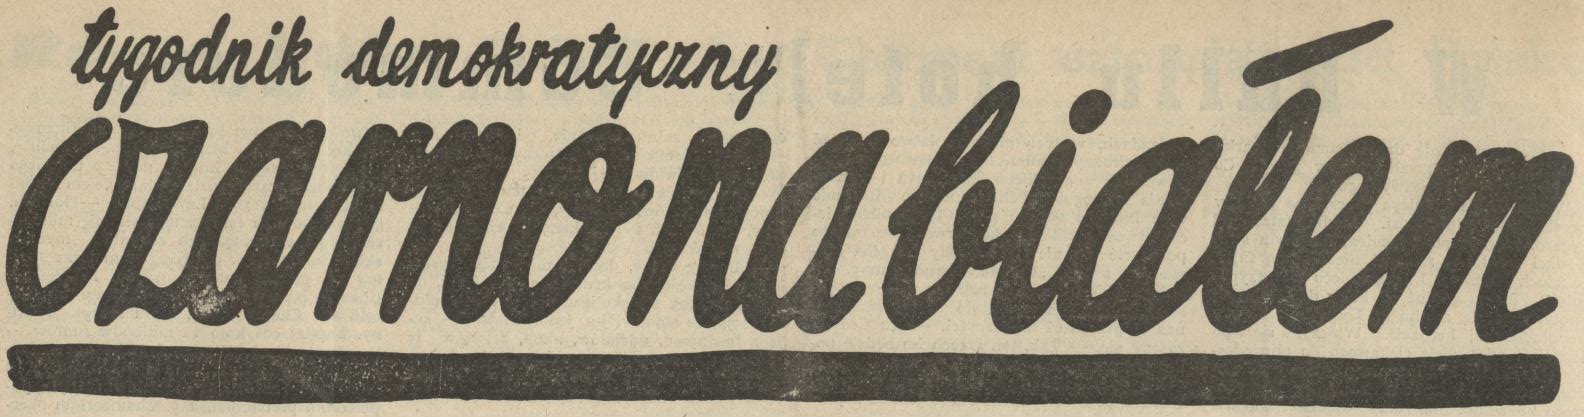 tygodnik demokratyczny
czarno na białem